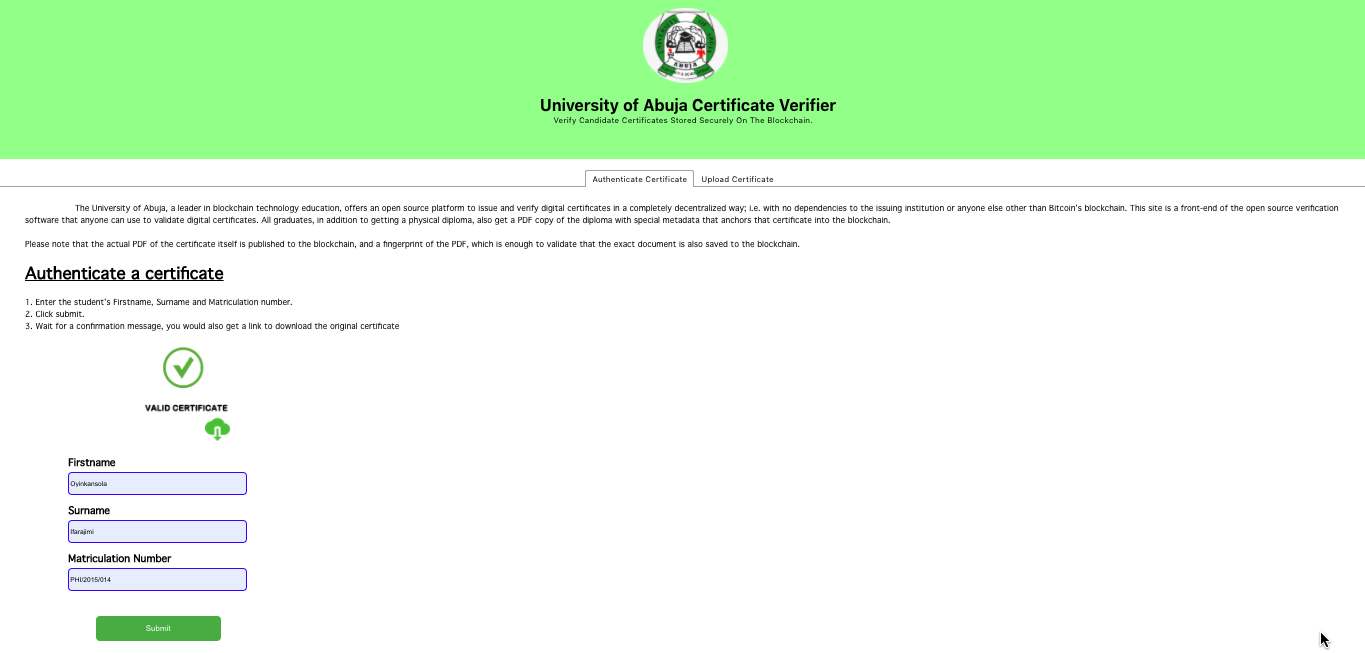 UNIVERSITY OF ABUJA
ABUJA
University of Abuja Certificate Verifier
Verify Candidate Certificates Stored Securely On The Blockchain.
Authenticate Certificate Upload Certificate
The University of Abuja, a leader in blockchain technology education, offers an open source platform to issue and verify digital certificates in a completely decentralized way; i.e. with no dependencies to the issuing institution or anyone else other than Bitcoin's blockchain. This site is a front-end of the open source verification
software that anyone can use to validate digital certificates. All graduates, in addition to getting a physical diploma, also get a PDF copy of the diploma with special metadata that anchors that certificate into the blockchain.
Please note that the actual PDF of the certificate itself is published to the blockchain, and a fingerprint of the PDF, which is enough to validate that the exact document is also saved to the blockchain.
Authenticate a certificate
1. Enter the student's Firstname, Surname and Matriculation number.
2. Click submit.
3. Wait for a confirmation message, you would also get a link to download the original certificate
VALID CERTIFICATE
Firstname
Oyinkansola
Surname
Ifarajimi
Matriculation Number
PHI/2015/014
Submit